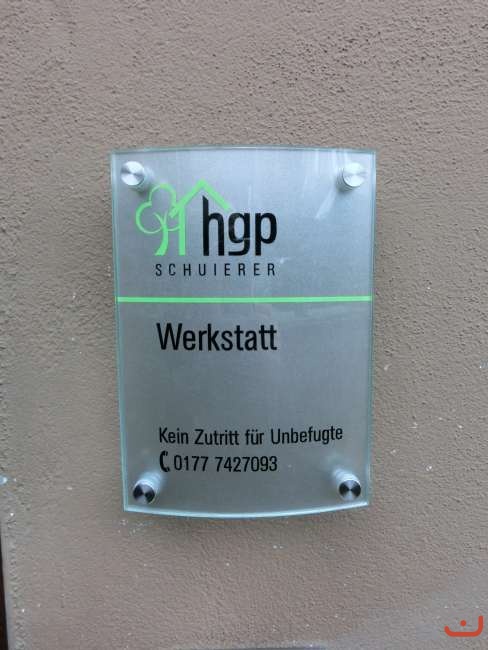 hgp
SCHUIERER
Werkstatt
Kein Zutritt für Unbefugte
0177 7427093